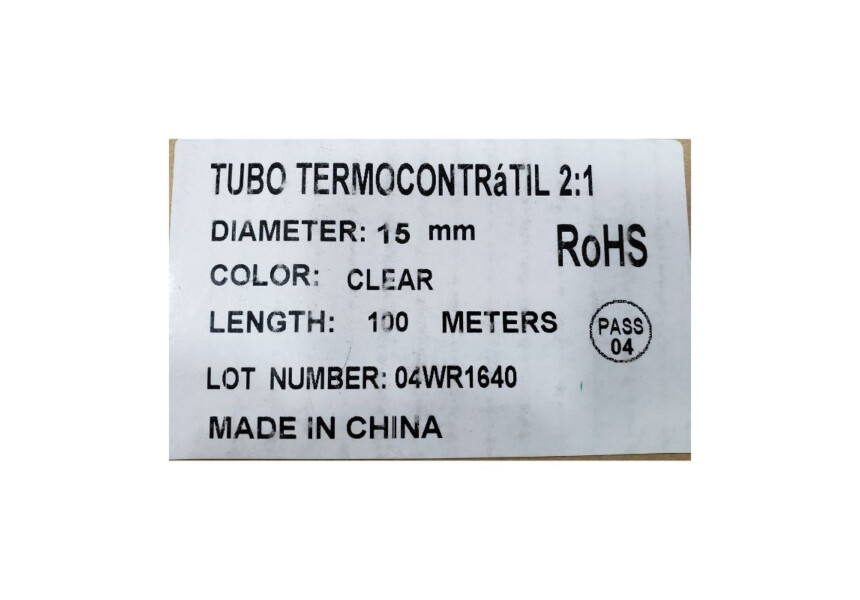 TUBO TERMOCONTRáTIL 2:1
DIAMETER: 15 mm
RoHS
COLOR: CLEAR
LENGTH: 100 METERS
PASS
04
LOT NUMBER: 04WR1640
MADE IN CHINA